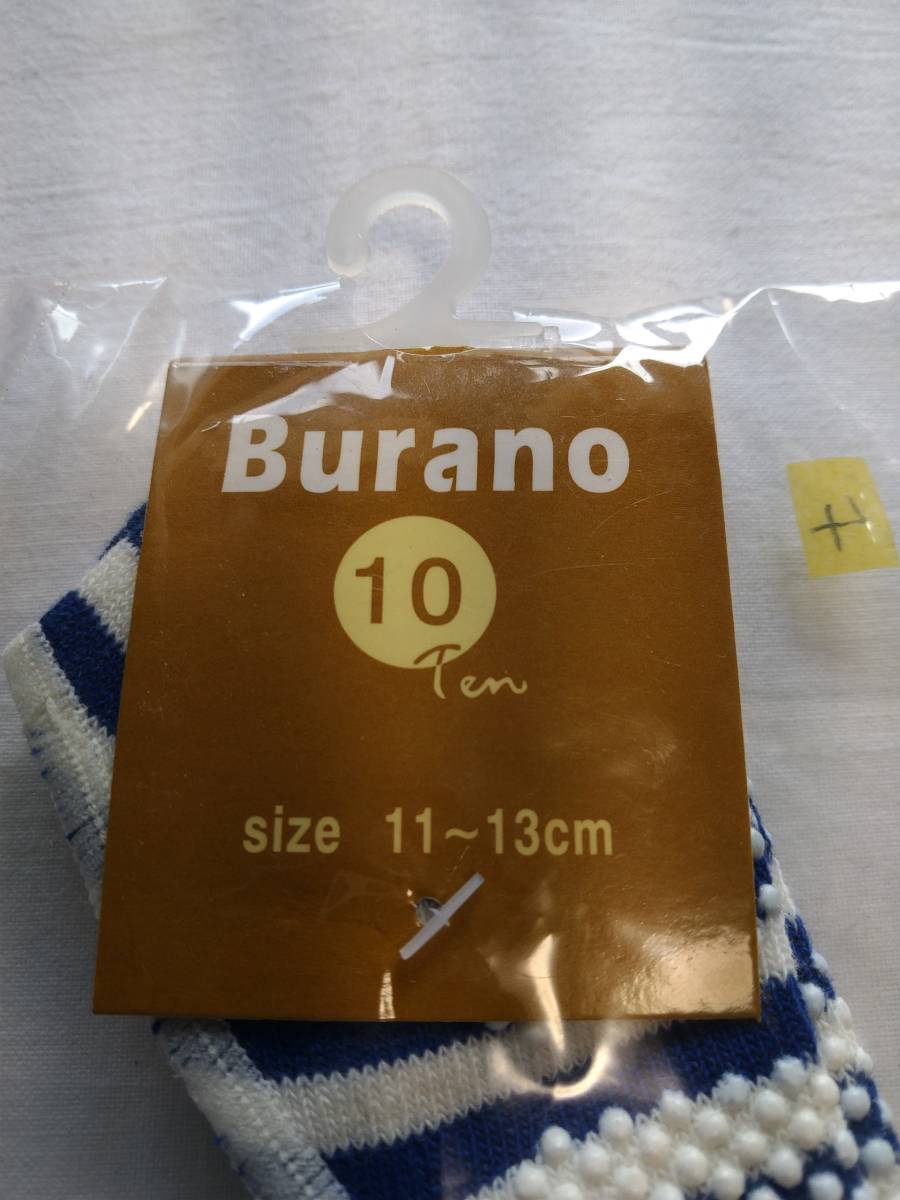 Burano
10
Ten
size 11~13cm